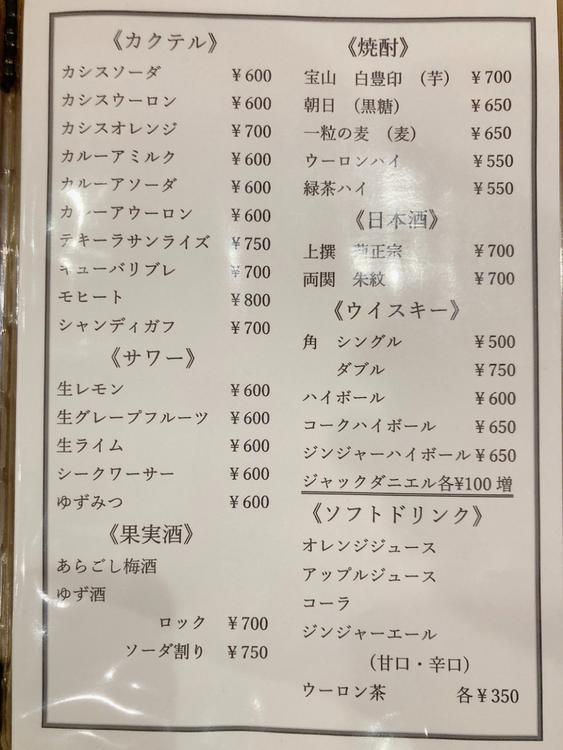 《カクテル》
カシスソーダ ¥600
カシスウーロン ¥600
カシスオレンジ ¥700
カルーアミルク ¥600
カルーアソーダ ¥600
カルーアウーロン ¥600
テキーラサンライズ ¥750
キューバリブレ ¥700
モヒート ¥800
シャンディガフ ¥700
《サワー》
生レモン ¥600
生グレープフルーツ ¥600
生ライム ¥600
シークワーサー ¥600
ゆずみつ ¥600
《果実酒》
あらごし梅酒
ゆず酒
ロック ¥700
ソーダ割り ¥750
《焼酎》
宝山 白豊印 (芋) ¥700
朝日 (黒糖) ¥650
一粒の麦 (麦) ¥650
ウーロンハイ ¥550
緑茶ハイ ¥550
《日本酒》
上撰 菊正宗 ¥700
両関 朱紋 ¥700
《ウイスキー》
角 シングル ¥500
ダブル ¥750
ハイボール ¥600
コークハイボール ¥650
ジンジャーハイボール ¥650
ジャックダニエル各¥100 増
《ソフトドリンク》
オレンジジュース
アップルジュース
コーラ
ジンジャーエール
(甘口・辛口)
ウーロン茶 各¥350